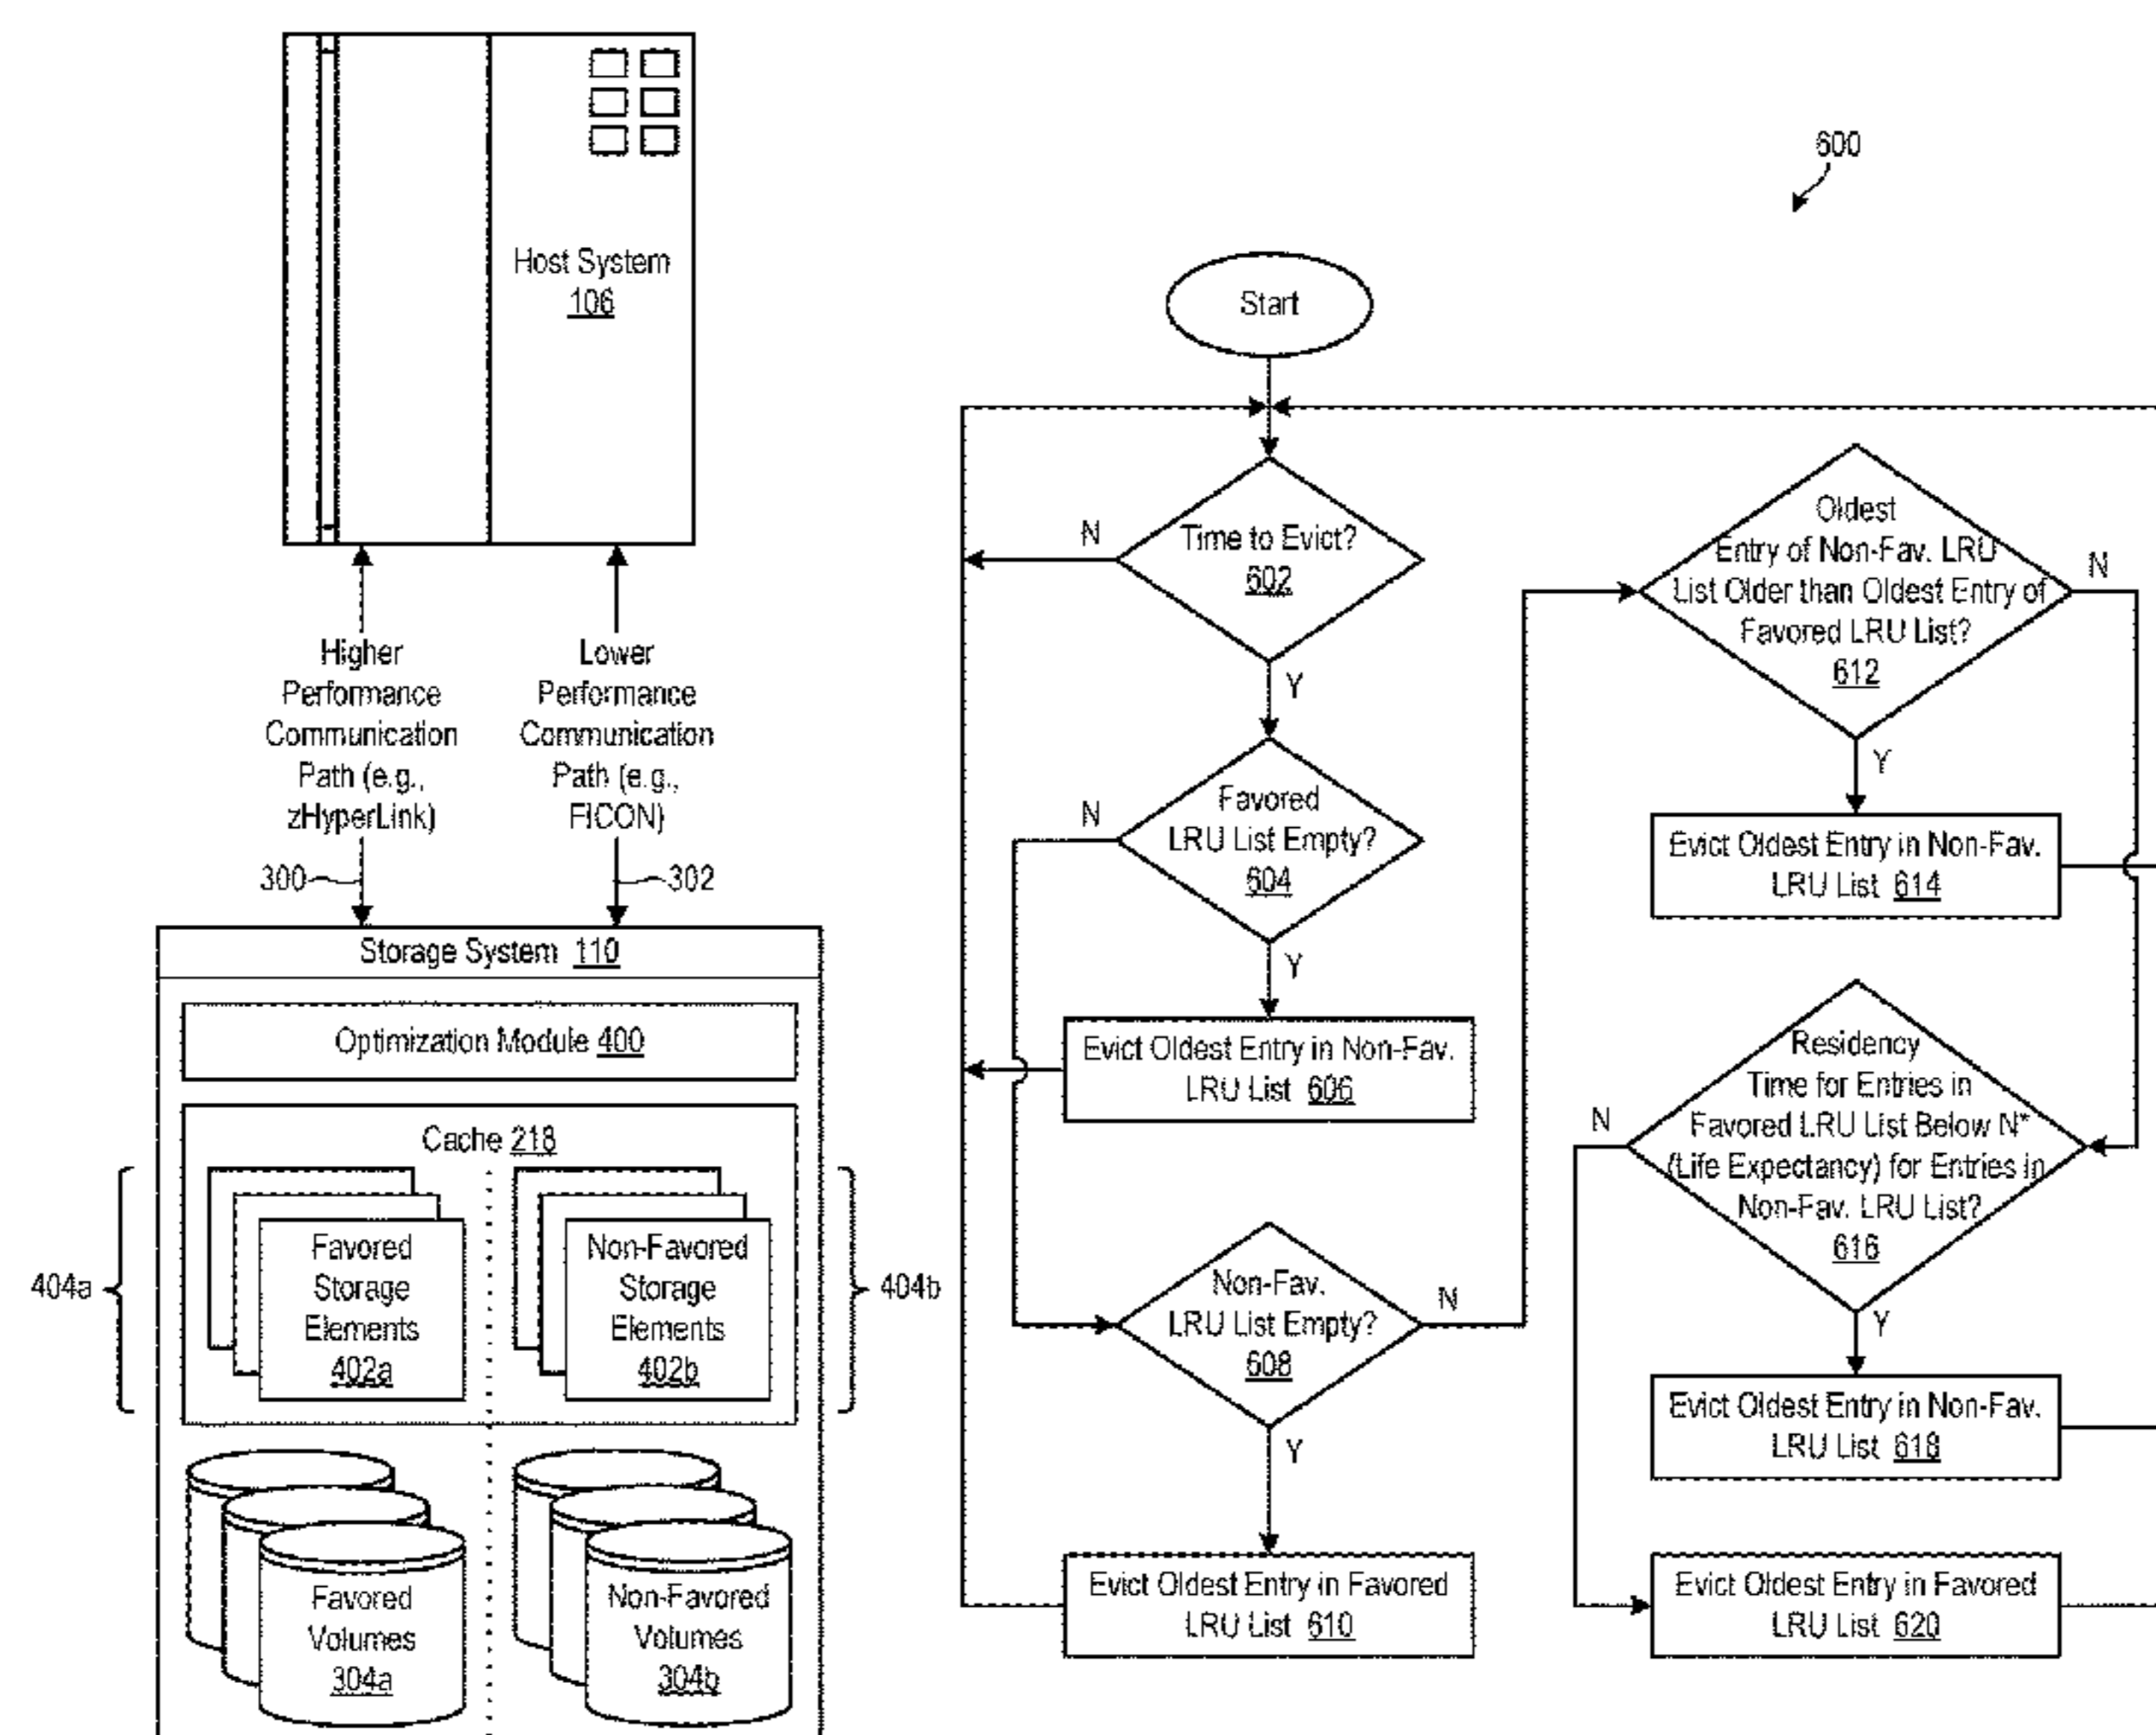 Host System
106
Higher
Performance
Communication
Path (e.g.,
zHyperLink)
Lower
Performance
Communication
Path (e.g.,
FICON)
300
302
Storage System 110
Optimization Module 400
Cache 218
404a
Favored
Storage
Elements
402a
Non-Favored
Storage
Elements
402b
404b
Favored
Volumes
304a
Non-Favored
Volumes
304b
600
Start
Time to Evict?
602
N
Y
Favored
LRU List Empty?
604
N
Y
Evict Oldest Entry in Non-Fav.
LRU List 606
Non-Fav.
LRU List Empty?
608
N
Y
Evict Oldest Entry in Favored
LRU List 610
Oldest
Entry of Non-Fav. LRU
List Older than Oldest Entry of
Favored LRU List?
612
N
Y
Evict Oldest Entry in Non-Fav.
LRU List 614
Residency
Time for Entries in
Favored LRU List Below N*
(Life Expectancy) for Entries in
Non-Fav. LRU List?
616
N
Y
Evict Oldest Entry in Non-Fav.
LRU List 618
Evict Oldest Entry in Favored
LRU List 620